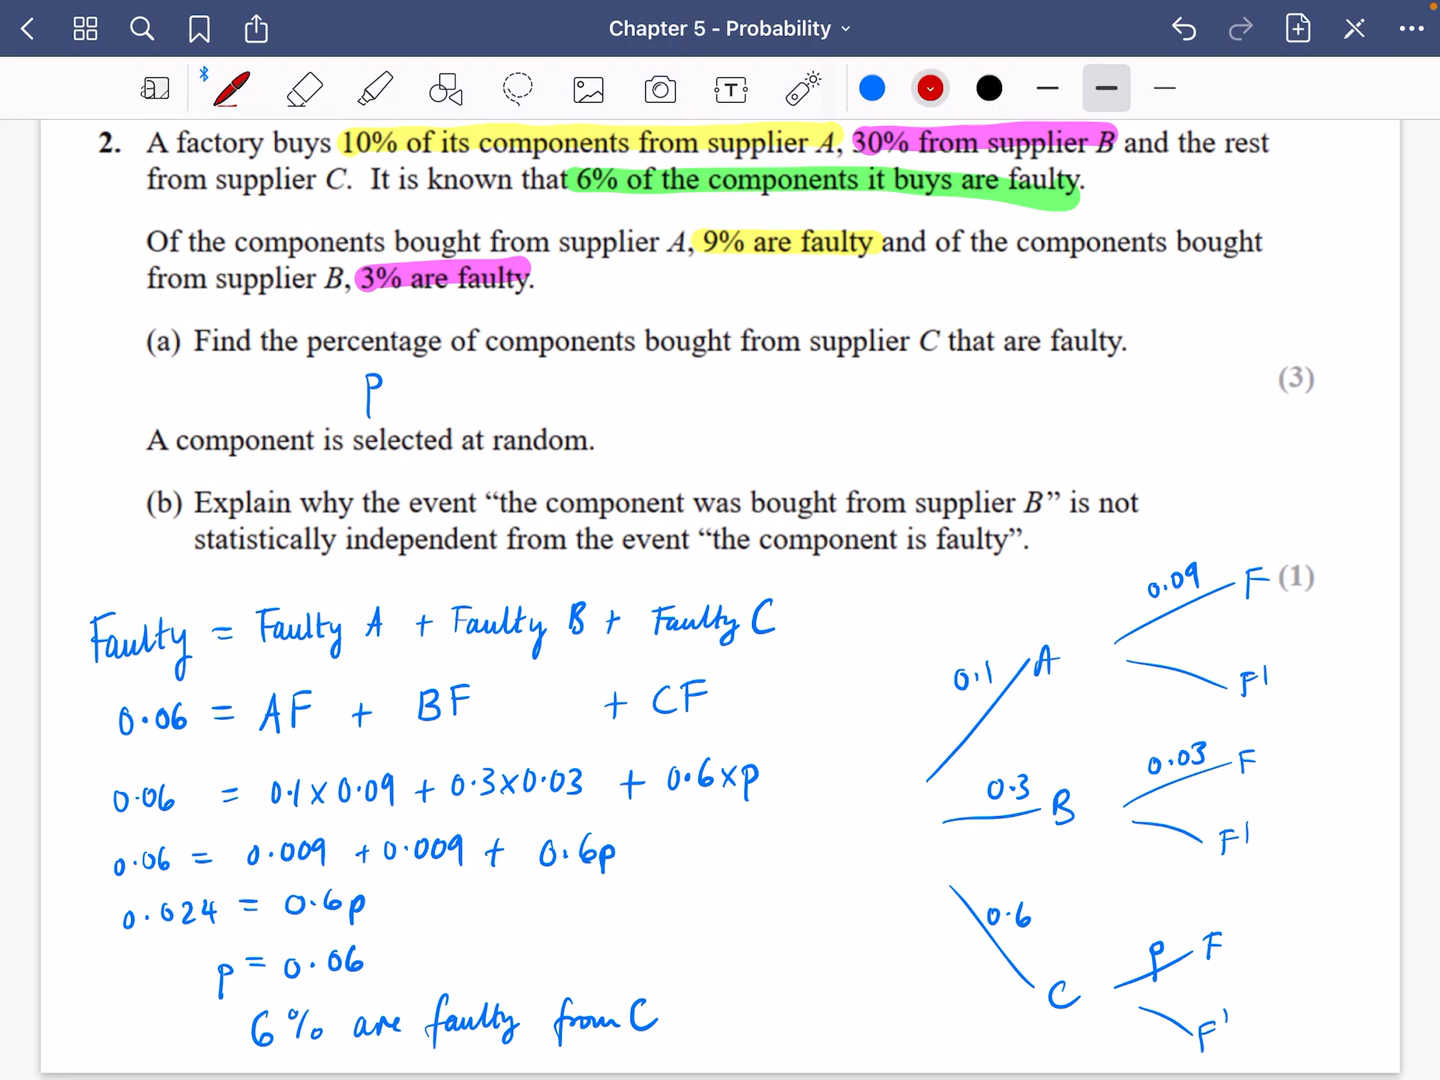 Chapter 5 - Probability
2. A factory buys 10% of its components from supplier A, 30% from supplier B and the rest
from supplier C. It is known that 6% of the components it buys are faulty.
Of the components bought from supplier A, 9% are faulty and of the components bought
from supplier B, 3% are faulty.
(a) Find the percentage of components bought from supplier C that are faulty.
(3)
P
A component is selected at random.
(b) Explain why the event “the component was bought from supplier B” is not
statistically independent from the event “the component is faulty”.
(1)
Faulty = Faulty A + Faulty B + Faulty C
0.06 = AF + BF + CF
0.06 = 0.1 x 0.09 + 0.3 x 0.03 + 0.6 x p
0.06 = 0.009 + 0.009 + 0.6p
0.024 = 0.6p
p = 0.06
6% are faulty from C
0.09 F
0.1 A
F'
0.03 F
0.3 B
F'
0.6
p F
C
F'